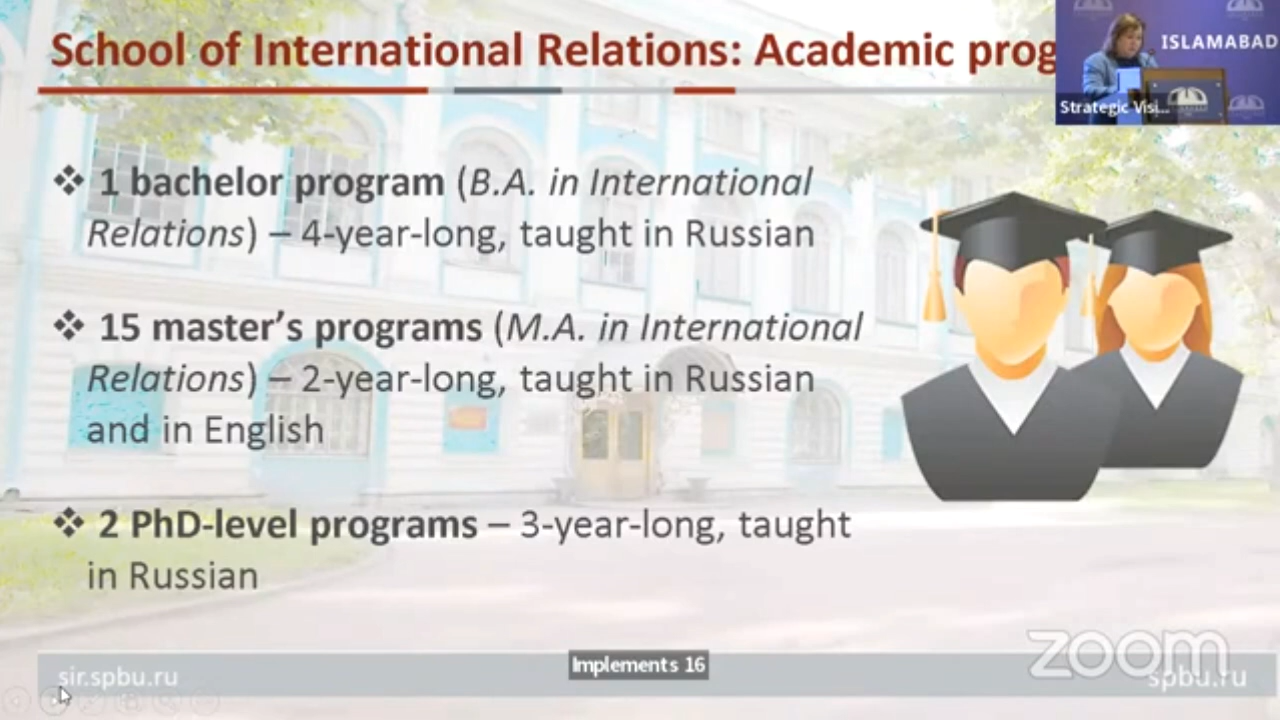 School of International Relations: Academic prog
ISLAMABAD
Strategic Visi...
❖ 1 bachelor program (B.A. in International
Relations) – 4-year-long, taught in Russian
❖ 15 master's programs (M.A. in International
Relations) – 2-year-long, taught in Russian
and in English
❖ 2 PhD-level programs – 3-year-long, taught
in Russian
zoom
sir.spbu.ru
Implements 16
spbu.ru